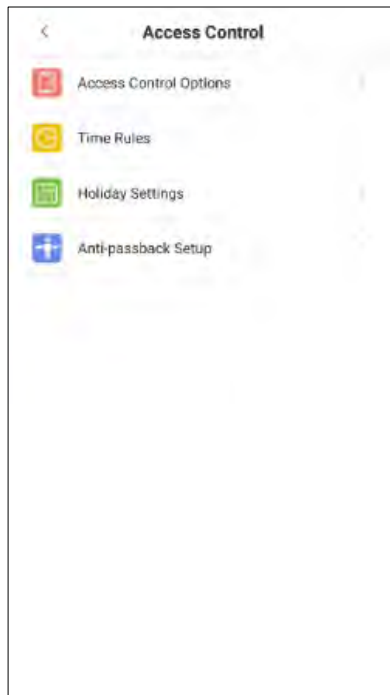 Access Control
Access Control Options
Time Rules
Holiday Settings
Anti-passback Setup